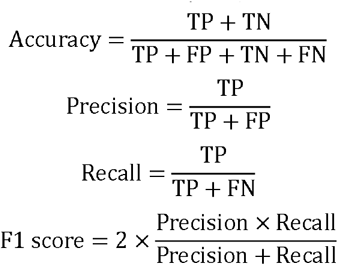 Accuracy = (TP + TN) / (TP + FP + TN + FN)
Precision = TP / (TP + FP)
Recall = TP / (TP + FN)
F1 score = 2 × (Precision × Recall) / (Precision + Recall)